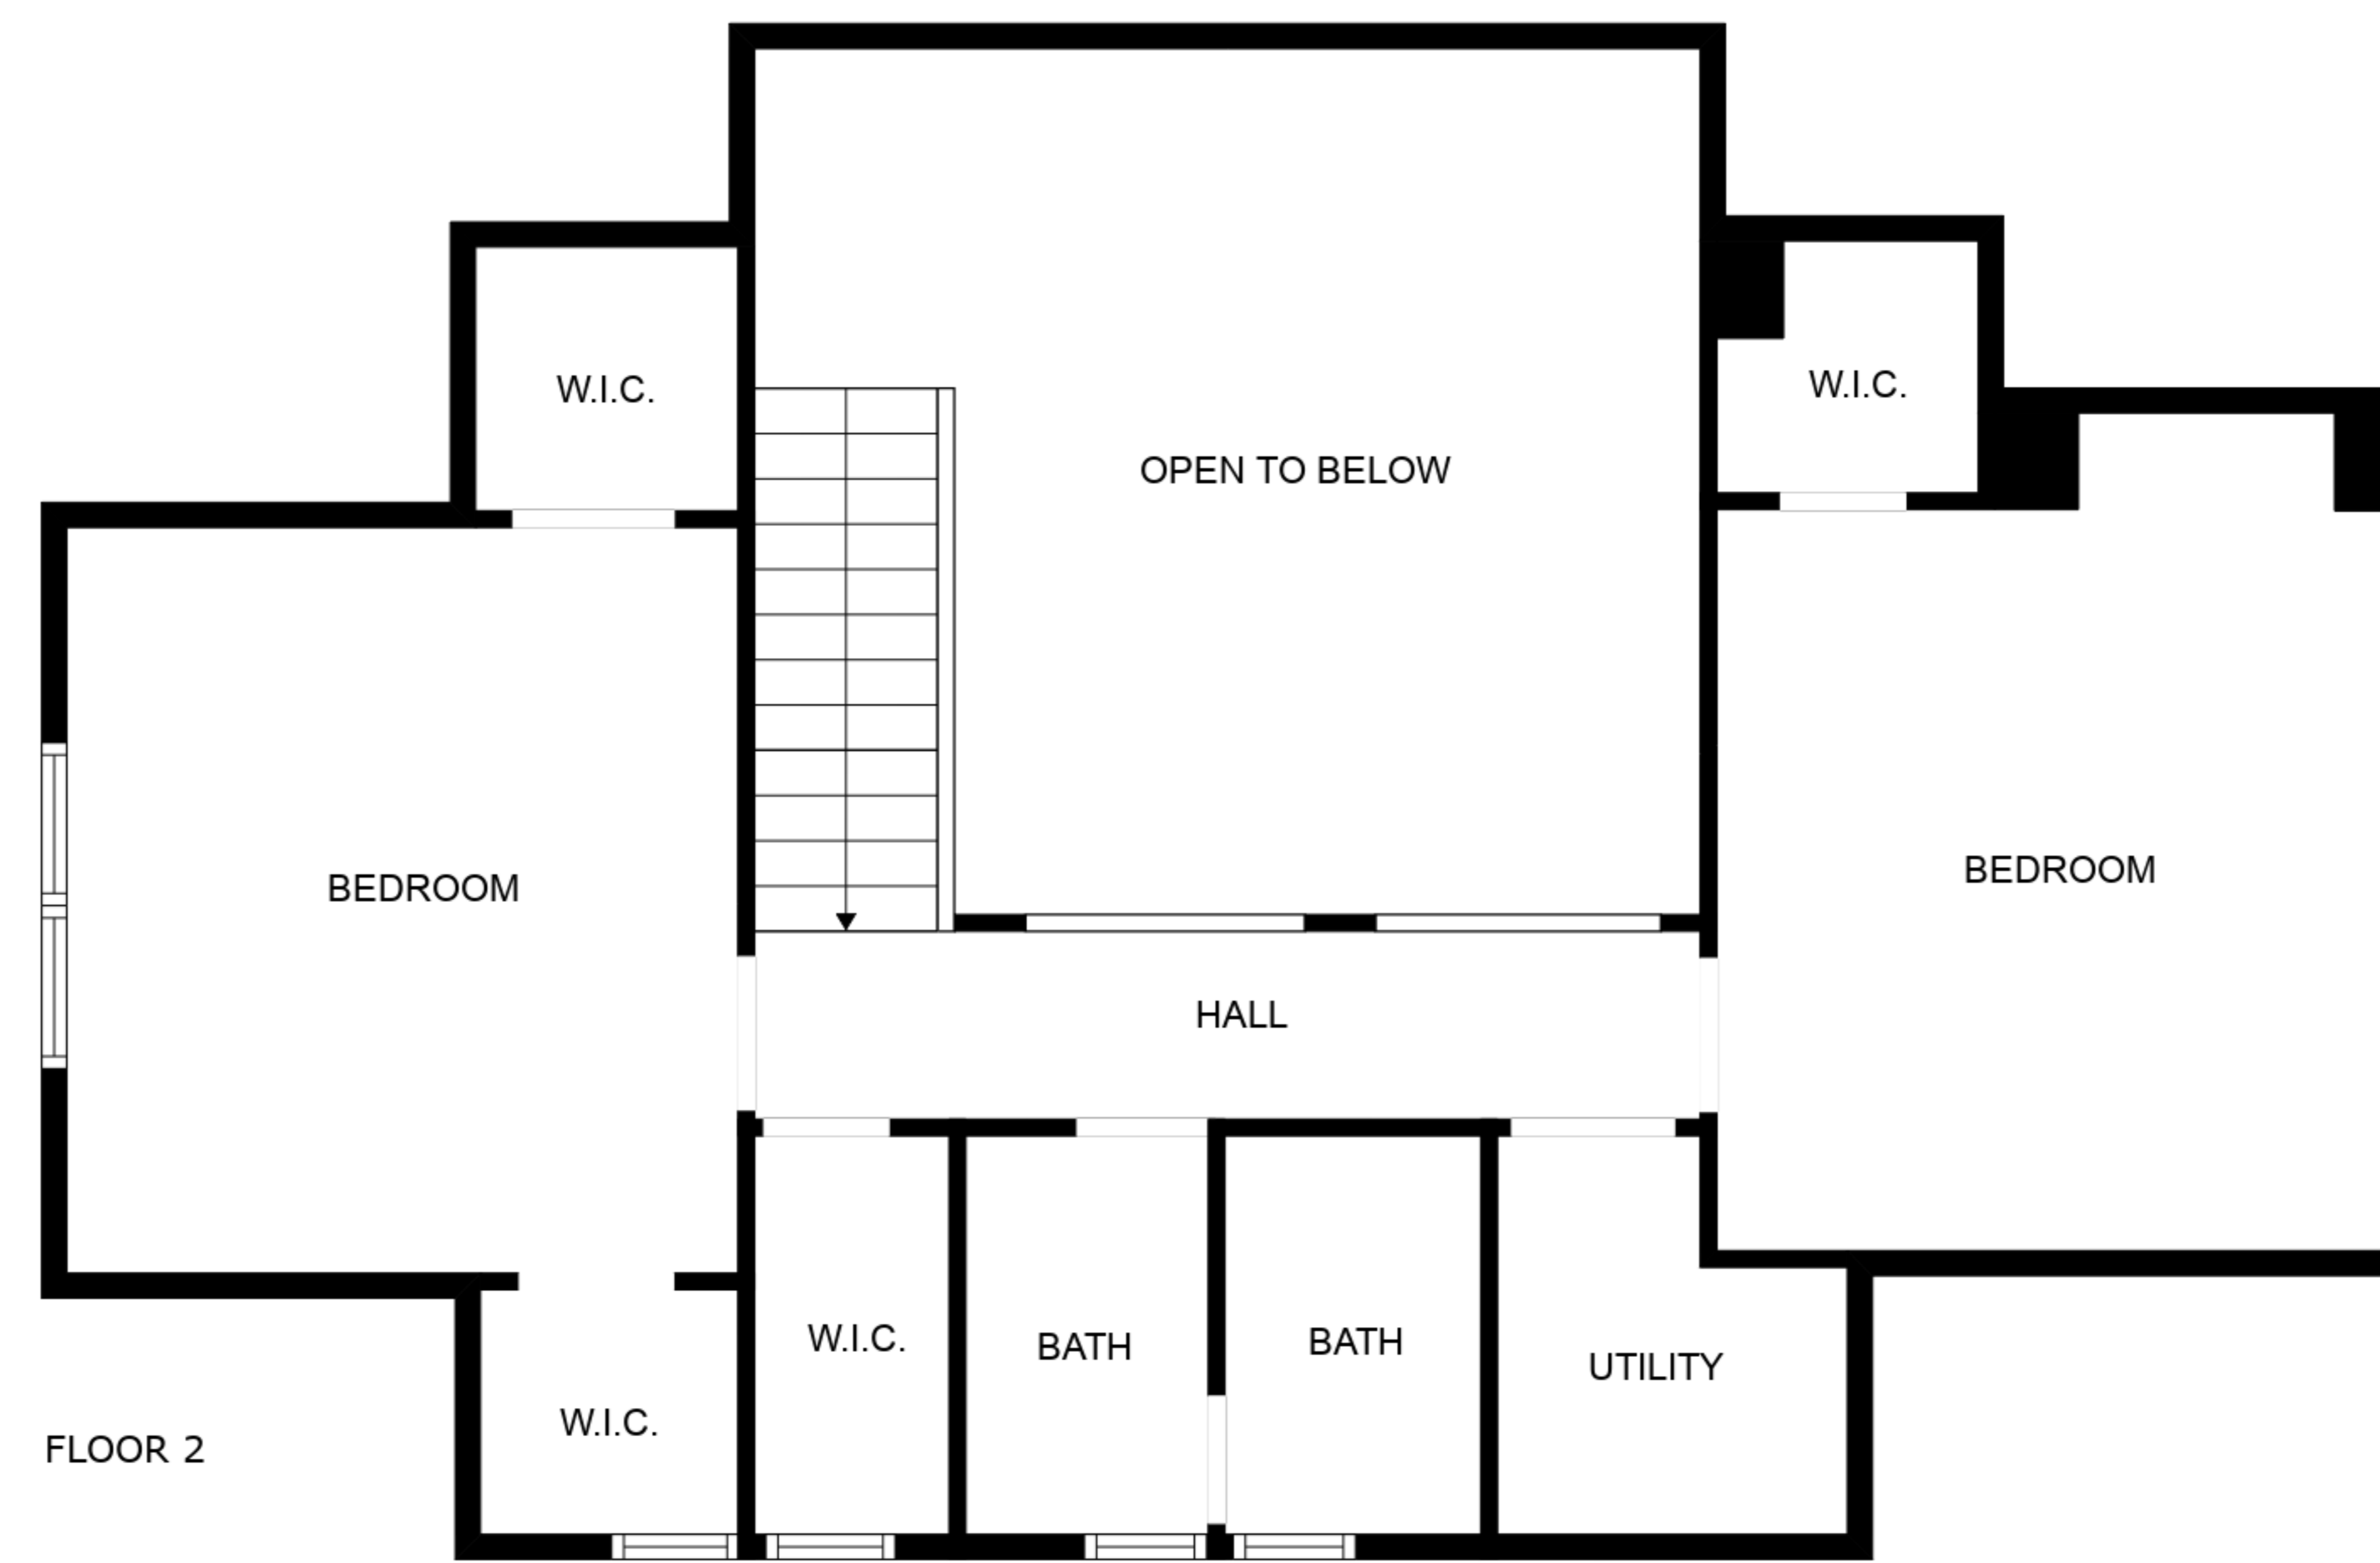 W.I.C.
W.I.C.
OPEN TO BELOW
BEDROOM
BEDROOM
HALL
W.I.C.
BATH
BATH
UTILITY
W.I.C.
FLOOR 2